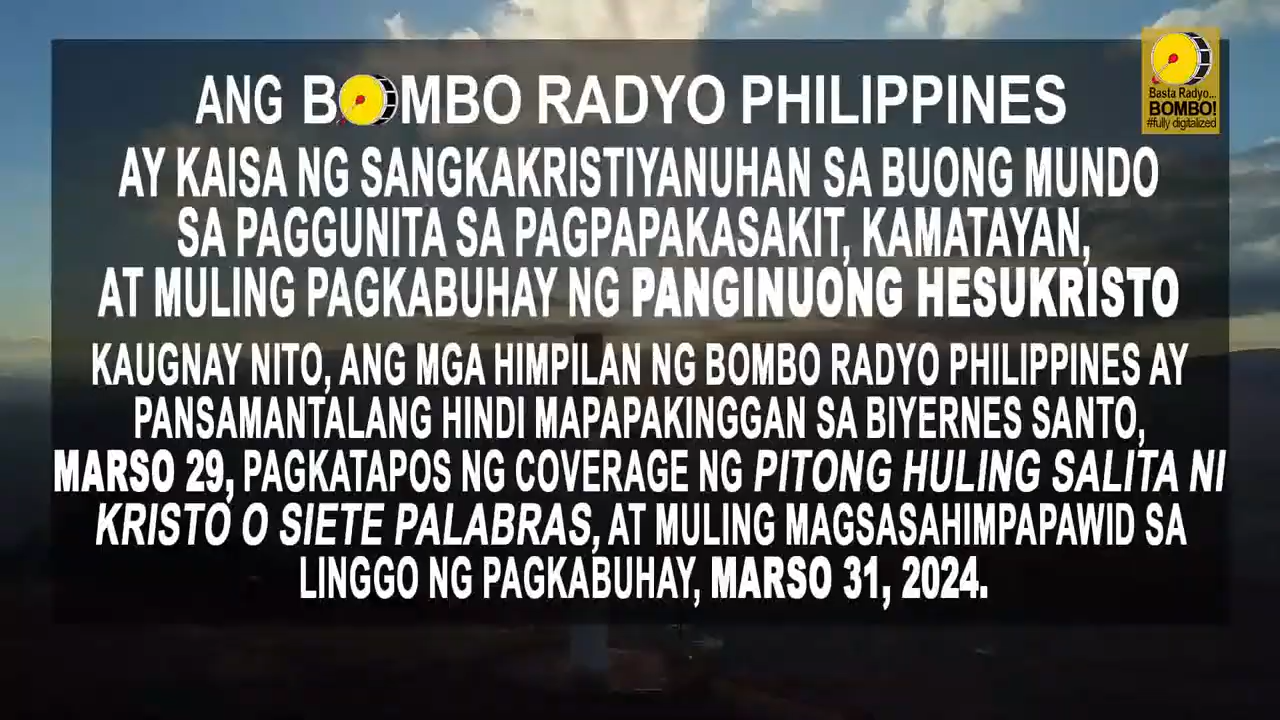 ANG BOMBO RADYO PHILIPPINES
AY KAISA NG SANGKAKRISTIYANUHAN SA BUONG MUNDO
SA PAGGUNITA SA PAGPAPAKASAKIT, KAMATAYAN,
AT MULING PAGKABUHAY NG PANGINUONG HESUKRISTO
KAUGNAY NITO, ANG MGA HIMPILAN NG BOMBO RADYO PHILIPPINES AY
PANSAMANTALANG HINDI MAPAPAKINGGAN SA BIYERNES SANTO,
MARSO 29, PAGKATAPOS NG COVERAGE NG PITONG HULING SALITA NI
KRISTO O SIETE PALABRAS, AT MULING MAGSASAHIMPAPAWID SA
LINGGO NG PAGKABUHAY, MARSO 31, 2024.
Basta Radyo...
BOMBO!
#fully digitalized